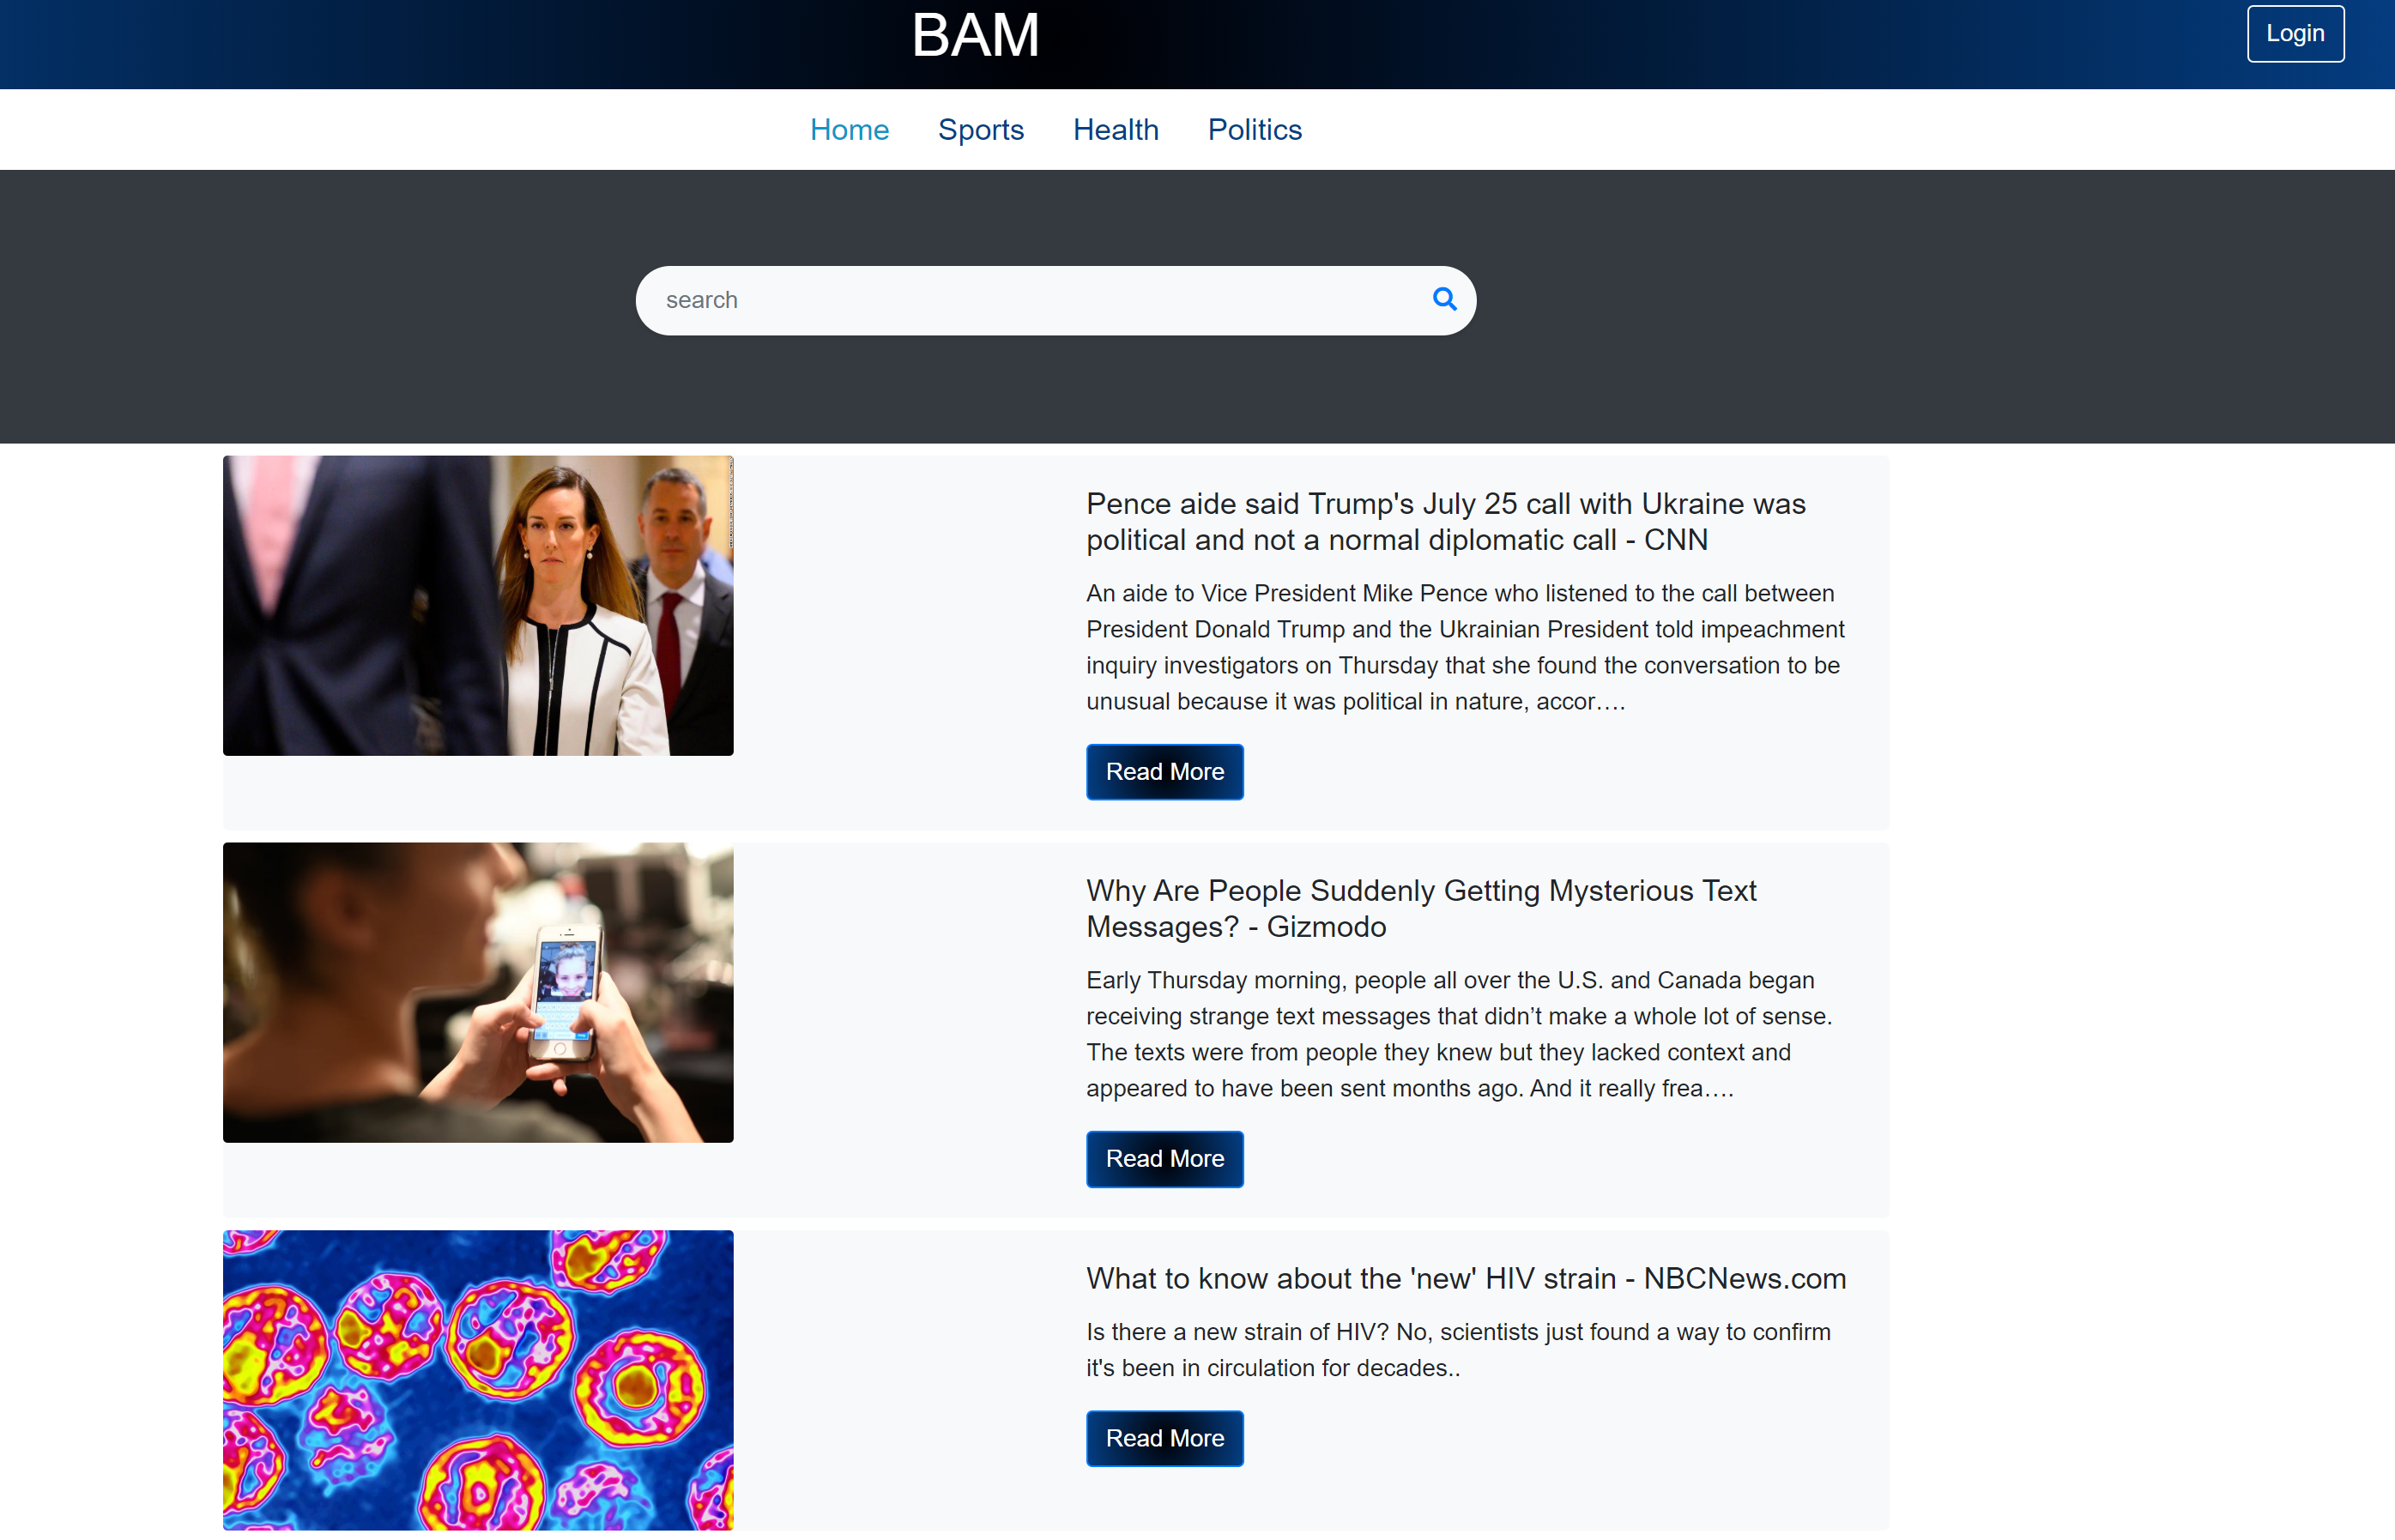 BAM
Login
Home Sports Health Politics
search
Pence aide said Trump's July 25 call with Ukraine was
political and not a normal diplomatic call - CNN
An aide to Vice President Mike Pence who listened to the call between
President Donald Trump and the Ukrainian President told impeachment
inquiry investigators on Thursday that she found the conversation to be
unusual because it was political in nature, accor….
Read More
Why Are People Suddenly Getting Mysterious Text
Messages? - Gizmodo
Early Thursday morning, people all over the U.S. and Canada began
receiving strange text messages that didn’t make a whole lot of sense.
The texts were from people they knew but they lacked context and
appeared to have been sent months ago. And it really frea….
Read More
What to know about the 'new' HIV strain - NBCNews.com
Is there a new strain of HIV? No, scientists just found a way to confirm
it's been in circulation for decades..
Read More